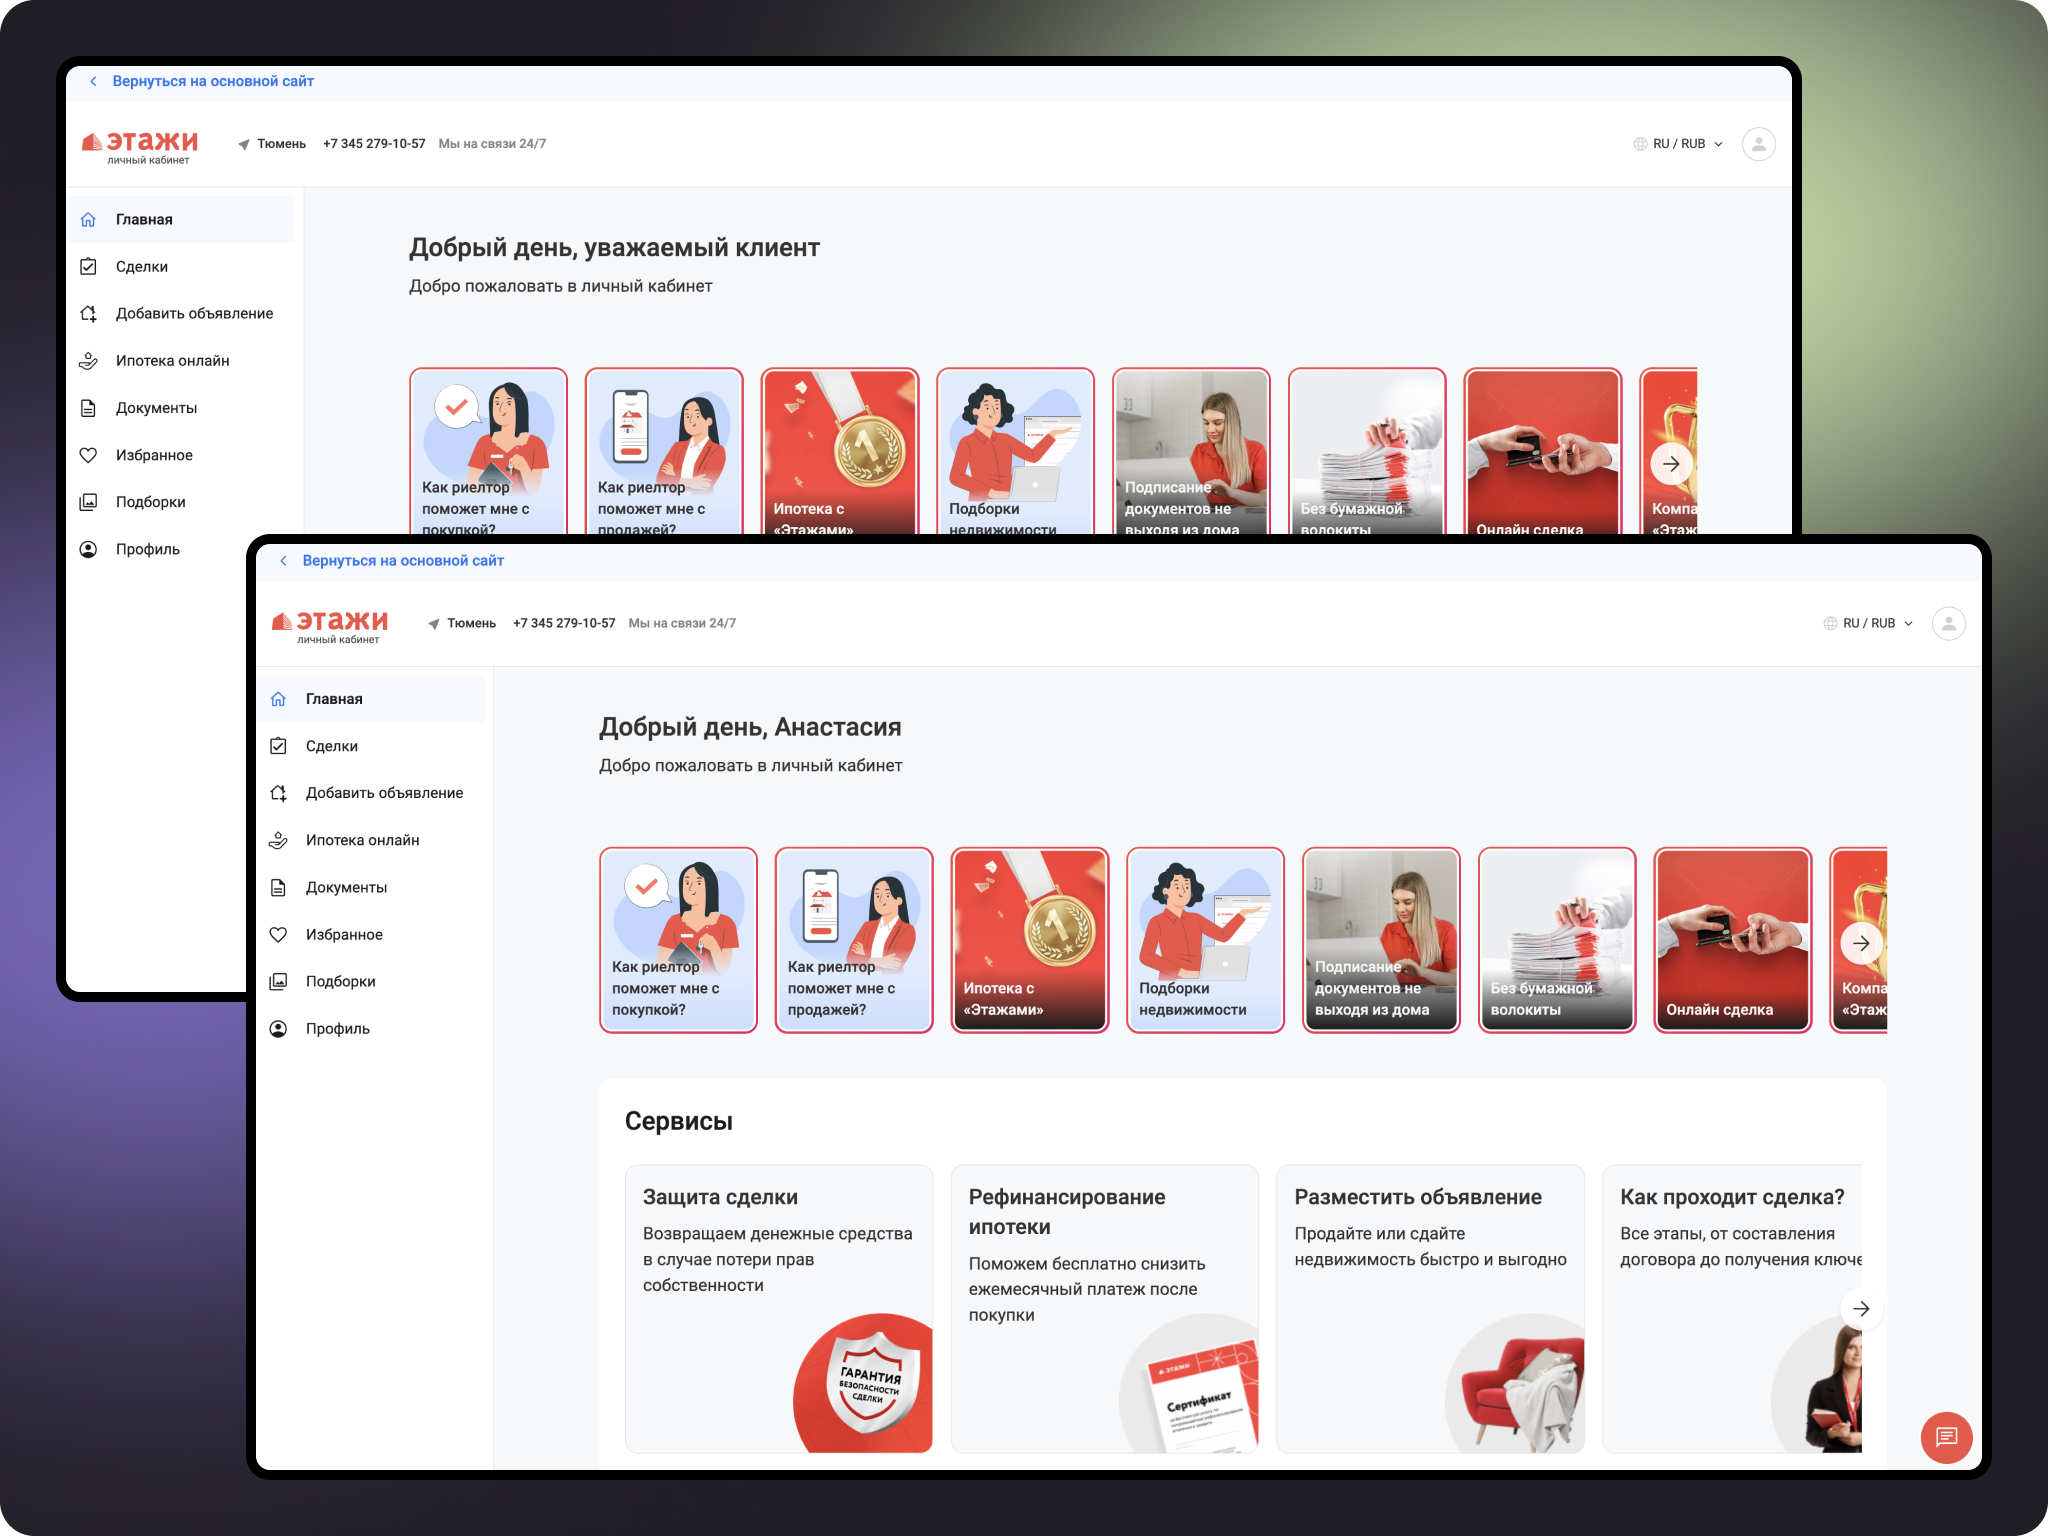 Вернуться на основной сайт
этажи
личный кабинет
Тюмень +7 345 279-10-57 Мы на связи 24/7
RU / RUB
Главная
Сделки
Добавить объявление
Ипотека онлайн
Документы
Избранное
Подборки
Профиль
Добрый день, уважаемый клиент
Добро пожаловать в личный кабинет
Как риелтор
поможет мне с
покупкой?
Как риелтор
поможет мне с
продажей?
1
Ипотека с
«Этажами»
Подборки
недвижимости
Подписание
документов не
выходя из дома
Без бумажной
волокиты
Онлайн сделка
Компа
«Этаж
Вернуться на основной сайт
этажи
личный кабинет
Тюмень +7 345 279-10-57 Мы на связи 24/7
RU / RUB
Главная
Сделки
Добавить объявление
Ипотека онлайн
Документы
Избранное
Подборки
Профиль
Добрый день, Анастасия
Добро пожаловать в личный кабинет
Как риелтор
поможет мне с
покупкой?
Как риелтор
поможет мне с
продажей?
1
Ипотека с
«Этажами»
Подборки
недвижимости
Подписание
документов не
выходя из дома
Без бумажной
волокиты
Онлайн сделка
Компа
«Этаж
Сервисы
Защита сделки
Возвращаем денежные средства
в случае потери прав
собственности
ГАРАНТИЯ
БЕЗОПАСНОСТИ
СДЕЛКИ
Рефинансирование
ипотеки
Поможем бесплатно снизить
ежемесячный платеж после
покупки
этажи
Сертификат
Разместить объявление
Продайте или сдайте
недвижимость быстро и выгодно
Как проходит сделка?
Все этапы, от составления
договора до получения ключе